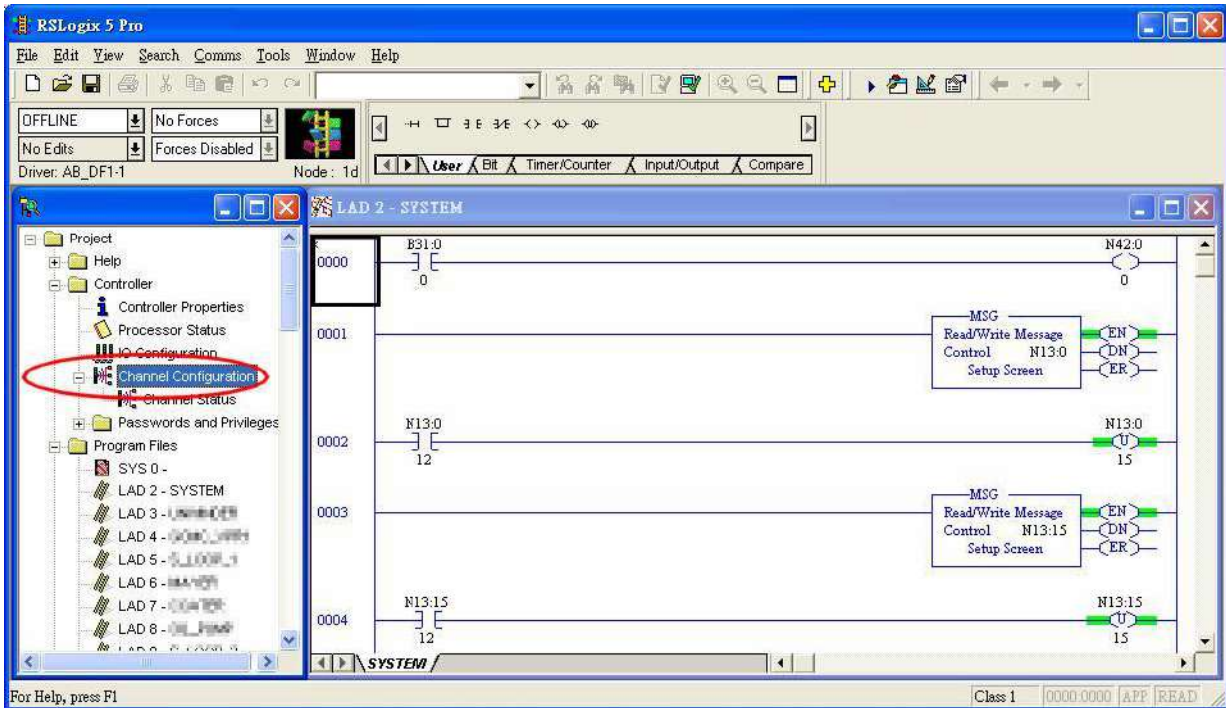 RSLogix 5 Pro
File Edit View Search Comms Tools Window Help
OFFLINE No Forces
No Edits Forces Disabled
Driver: AB_DF1-1 Node: 1d
User Bit Timer/Counter Input/Output Compare
LAD 2 - SYSTEM
Project
Help
Controller
Controller Properties
Processor Status
IO Configuration
Channel Configuration
Channel Status
Passwords and Privileges
Program Files
SYS 0 -
LAD 2 - SYSTEM
LAD 3 -
LAD 4 -
LAD 5 -
LAD 6 -
LAD 7 -
LAD 8 -
B31:0 N42:0
0000
0 0
MSG
0001 Read/Write Message EN
Control N13:0 DN
Setup Screen ER
N13:0 N13:0
0002 U
12 15
MSG
0003 Read/Write Message EN
Control N13:15 DN
Setup Screen ER
N13:15 N13:15
0004 U
12 15
SYSTEM
For Help, press F1 Class 1 0000:0000 APP READ